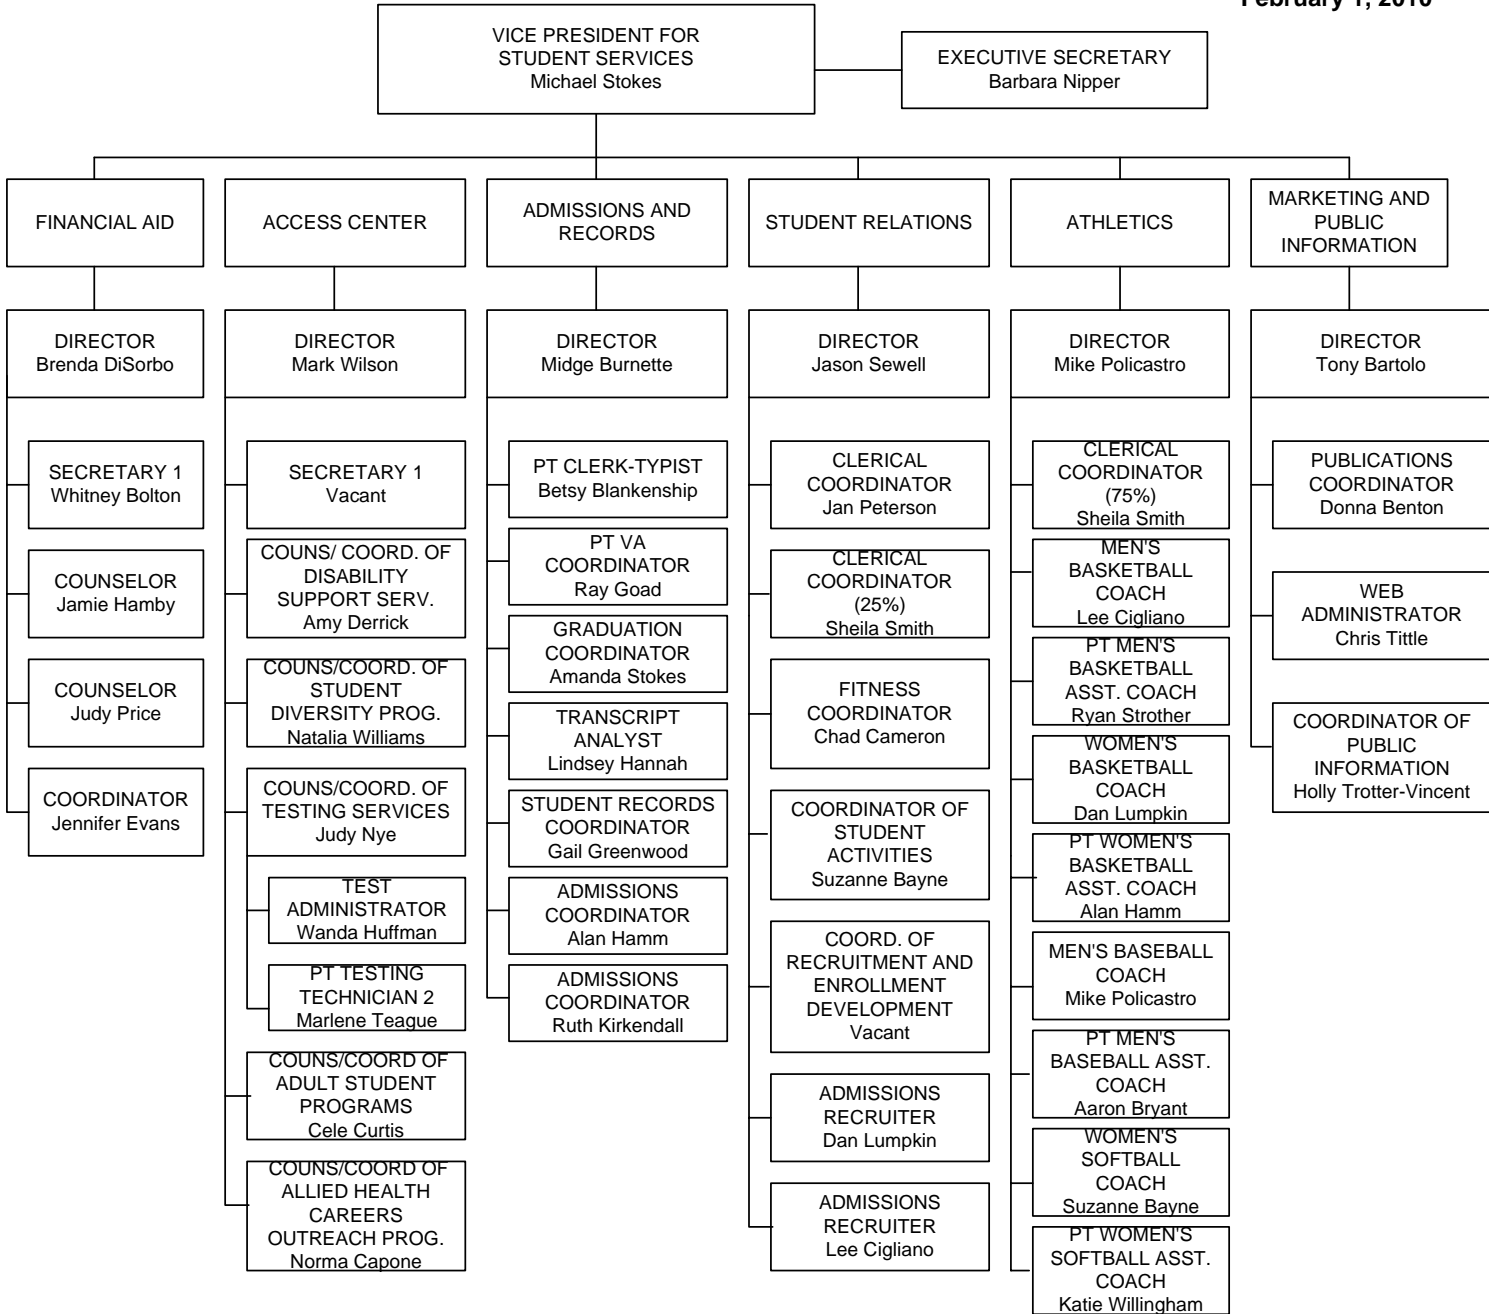 February 1, 2010
VICE PRESIDENT FOR
STUDENT SERVICES
Michael Stokes
EXECUTIVE SECRETARY
Barbara Nipper
FINANCIAL AID
DIRECTOR
Brenda DiSorbo
SECRETARY 1
Whitney Bolton
COUNSELOR
Jamie Hamby
COUNSELOR
Judy Price
COORDINATOR
Jennifer Evans
ACCESS CENTER
DIRECTOR
Mark Wilson
SECRETARY 1
Vacant
COUNS/ COORD. OF
DISABILITY
SUPPORT SERV.
Amy Derrick
COUNS/COORD. OF
STUDENT
DIVERSITY PROG.
Natalia Williams
COUNS/COORD. OF
TESTING SERVICES
Judy Nye
TEST
ADMINISTRATOR
Wanda Huffman
PT TESTING
TECHNICIAN 2
Marlene Teague
COUNS/COORD OF
ADULT STUDENT
PROGRAMS
Cele Curtis
COUNS/COORD OF
ALLIED HEALTH
CAREERS
OUTREACH PROG.
Norma Capone
ADMISSIONS AND
RECORDS
DIRECTOR
Midge Burnette
PT CLERK-TYPIST
Betsy Blankenship
PT VA
COORDINATOR
Ray Goad
GRADUATION
COORDINATOR
Amanda Stokes
TRANSCRIPT
ANALYST
Lindsey Hannah
STUDENT RECORDS
COORDINATOR
Gail Greenwood
ADMISSIONS
COORDINATOR
Alan Hamm
ADMISSIONS
COORDINATOR
Ruth Kirkendall
STUDENT RELATIONS
DIRECTOR
Jason Sewell
CLERICAL
COORDINATOR
Jan Peterson
CLERICAL
COORDINATOR
(25%)
Sheila Smith
FITNESS
COORDINATOR
Chad Cameron
COORDINATOR OF
STUDENT
ACTIVITIES
Suzanne Bayne
COORD. OF
RECRUITMENT AND
ENROLLMENT
DEVELOPMENT
Vacant
ADMISSIONS
RECRUITER
Dan Lumpkin
ADMISSIONS
RECRUITER
Lee Cigliano
ATHLETICS
DIRECTOR
Mike Policastro
CLERICAL
COORDINATOR
(75%)
Sheila Smith
MEN'S
BASKETBALL
COACH
Lee Cigliano
PT MEN'S
BASKETBALL
ASST. COACH
Ryan Strother
WOMEN'S
BASKETBALL
COACH
Dan Lumpkin
PT WOMEN'S
BASKETBALL
ASST. COACH
Alan Hamm
MEN'S BASEBALL
COACH
Mike Policastro
PT MEN'S
BASEBALL ASST.
COACH
Aaron Bryant
WOMEN'S
SOFTBALL
COACH
Suzanne Bayne
PT WOMEN'S
SOFTBALL ASST.
COACH
Katie Willingham
MARKETING AND
PUBLIC
INFORMATION
DIRECTOR
Tony Bartolo
PUBLICATIONS
COORDINATOR
Donna Benton
WEB
ADMINISTRATOR
Chris Tittle
COORDINATOR OF
PUBLIC
INFORMATION
Holly Trotter-Vincent